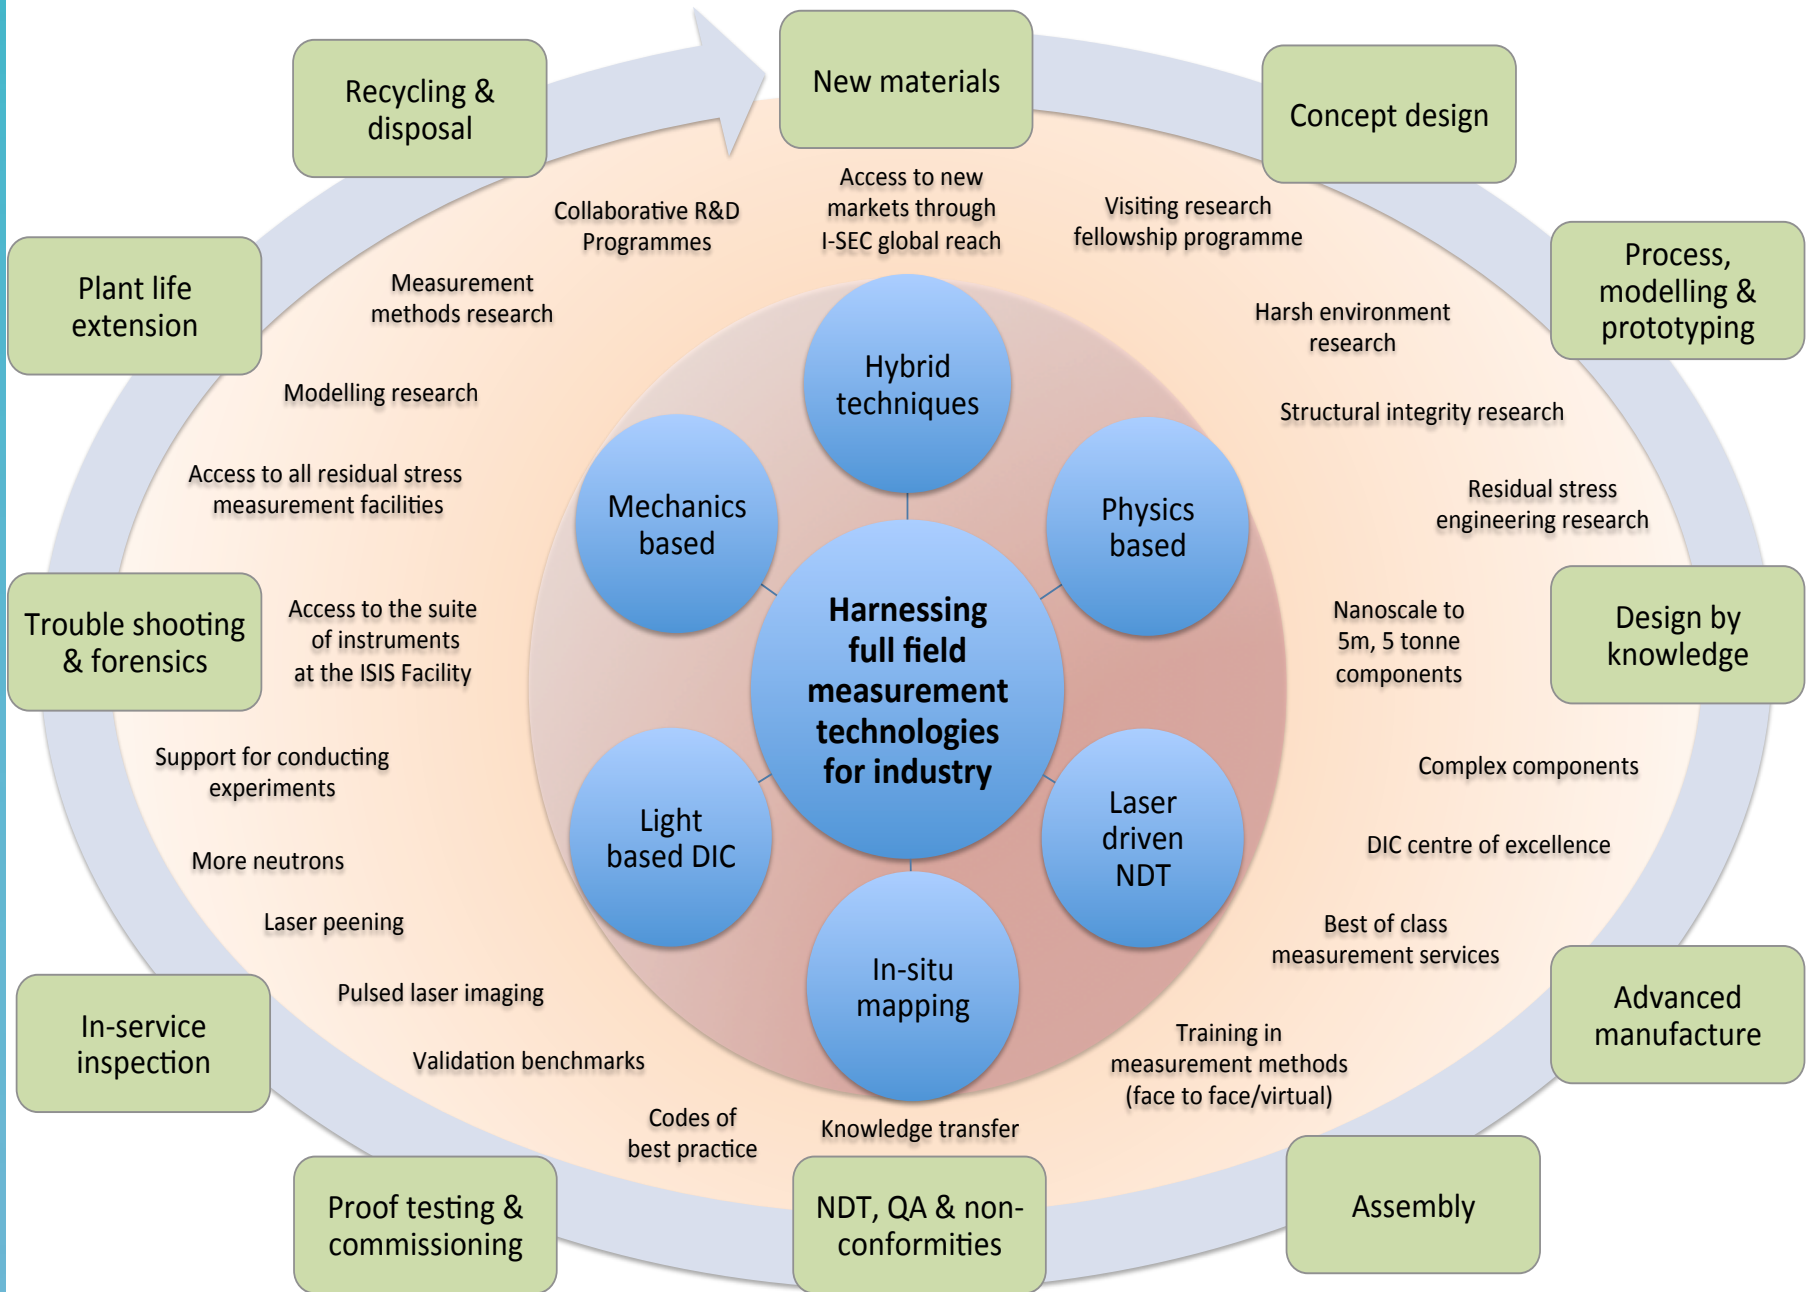 New materials
Concept design
Process,
modelling &
prototyping
Design by
knowledge
Advanced
manufacture
Assembly
NDT, QA & non-
conformities
Proof testing &
commissioning
In-service
inspection
Trouble shooting
& forensics
Plant life
extension
Recycling &
disposal
Access to new
markets through
I-SEC global reach
Visiting research
fellowship programme
Harsh environment
research
Structural integrity research
Residual stress
engineering research
Nanoscale to
5m, 5 tonne
components
Complex components
DIC centre of excellence
Best of class
measurement services
Training in
measurement methods
(face to face/virtual)
Knowledge transfer
Codes of
best practice
Validation benchmarks
Pulsed laser imaging
Laser peening
More neutrons
Support for conducting
experiments
Access to the suite
of instruments
at the ISIS Facility
Access to all residual stress
measurement facilities
Modelling research
Measurement
methods research
Collaborative R&D
Programmes
Hybrid
techniques
Physics
based
Laser
driven
NDT
In-situ
mapping
Light
based DIC
Mechanics
based
Harnessing
full field
measurement
technologies
for industry